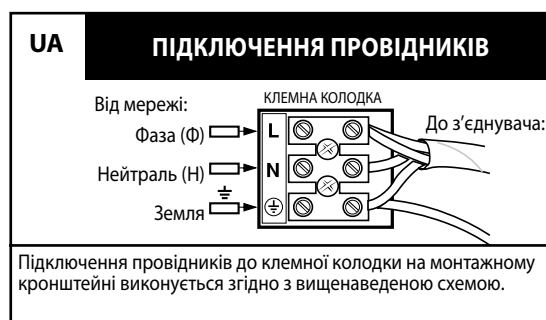 UA
ПІДКЛЮЧЕННЯ ПРОВІДНИКІВ
Від мережі:
КЛЕМНА КОЛОДКА
До з’єднувача:
Фаза (Ф)
L
Нейтраль (Н)
N
Земля
Підключення провідників до клемної колодки на монтажному
кронштейні виконується згідно з вищенаведеною схемою.